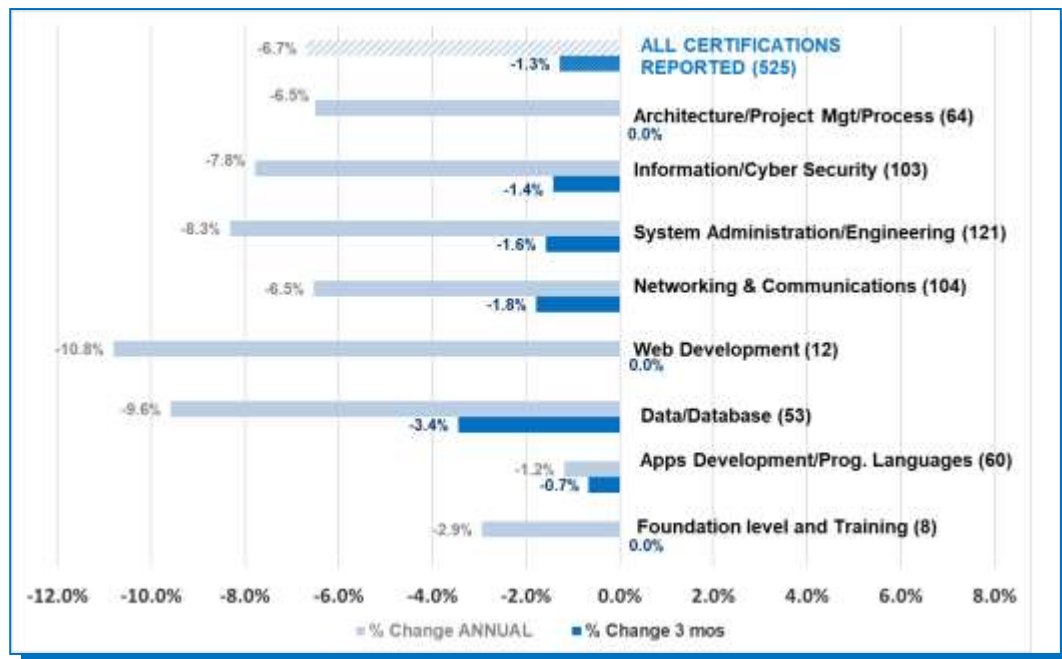 -6.7%
ALL CERTIFICATIONS
REPORTED (525)
-1.3%
-6.5%
Architecture/Project Mgt/Process (64)
0.0%
-7.8%
Information/Cyber Security (103)
-1.4%
-8.3%
System Administration/Engineering (121)
-1.6%
-6.5%
Networking & Communications (104)
-1.8%
-10.8%
Web Development (12)
0.0%
-9.6%
Data/Database (53)
-3.4%
-1.2%
Apps Development/Prog. Languages (60)
-0.7%
-2.9%
Foundation level and Training (8)
0.0%
-12.0% -10.0% -8.0% -6.0% -4.0% -2.0% 0.0% 2.0% 4.0% 6.0% 8.0%
% Change ANNUAL % Change 3 mos